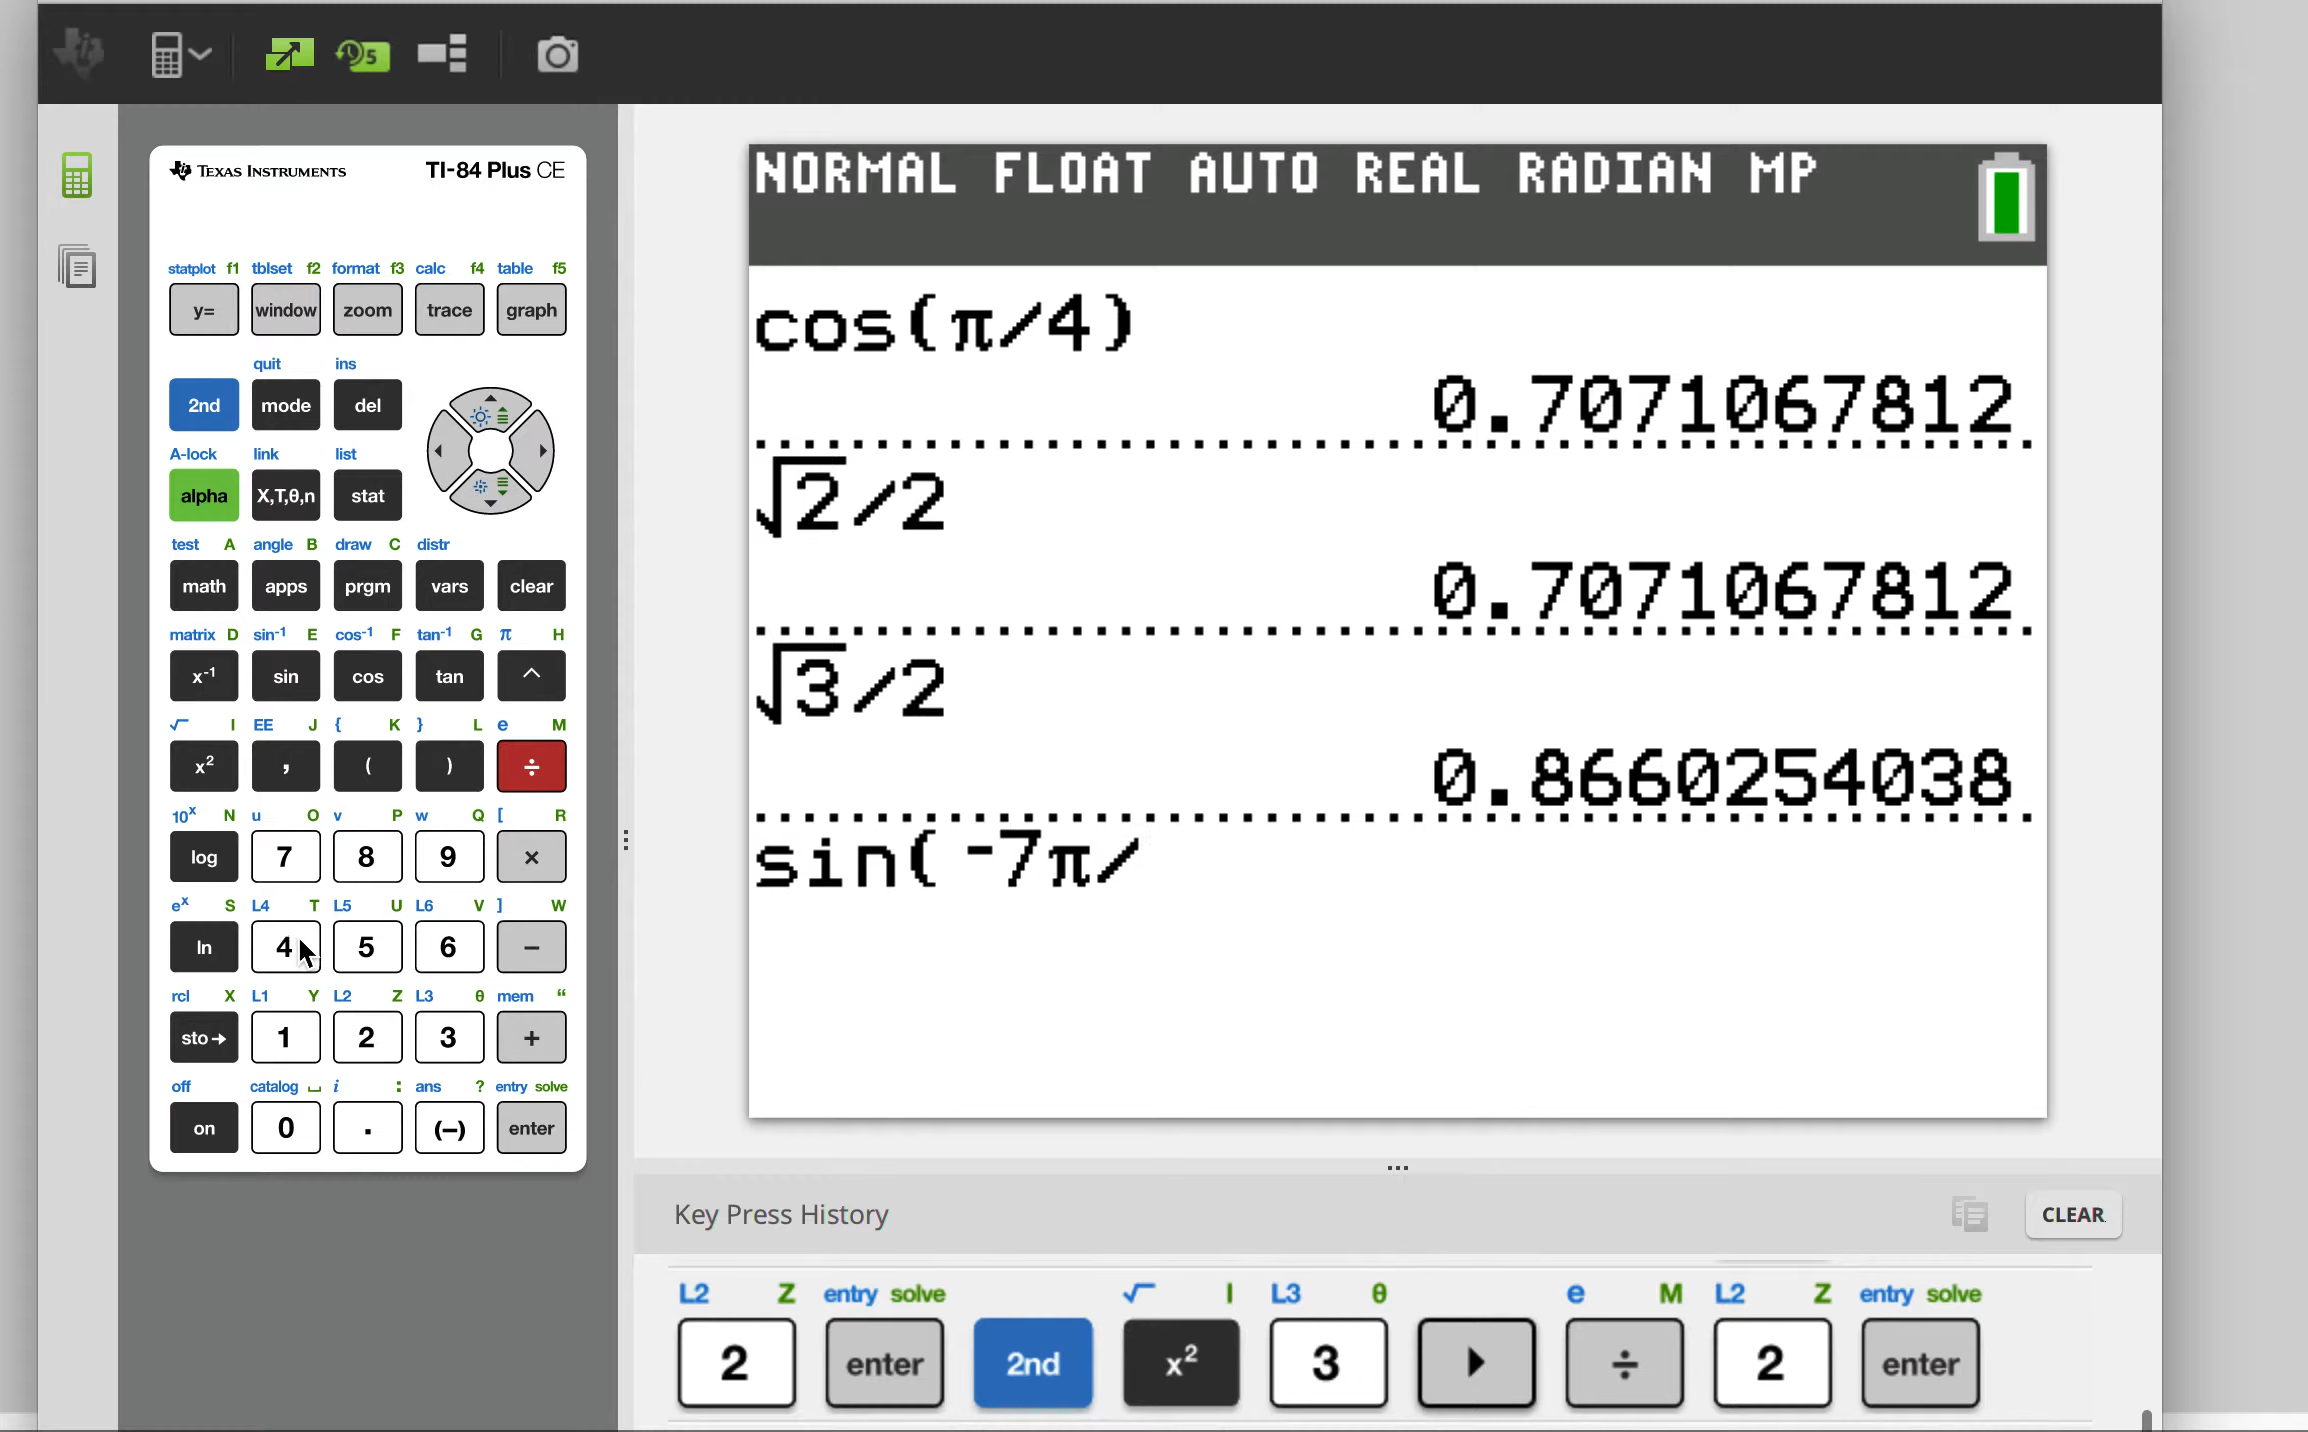 5
TEXAS INSTRUMENTS TI-84 Plus CE
statplot f1 tblset f2 format f3 calc f4 table f5
y= window zoom trace graph
quit ins
2nd mode del
A-lock link list
alpha X,T,θ,n stat
test A angle B draw C distr
math apps prgm vars clear
matrix D sin⁻¹ E cos⁻¹ F tan⁻¹ G π H
x⁻¹ sin cos tan ^
√ I EE J { K } L e M
x² , ( ) ÷
10ˣ N u O v P w Q [ R
log 7 8 9 ×
eˣ S L4 T L5 U L6 V ] W
ln 4 5 6 −
rcl X L1 Y L2 Z L3 θ mem “
sto→ 1 2 3 +
off catalog ⎵ i : ans ? entry solve
on 0 . (−) enter
NORMAL FLOAT AUTO REAL RADIAN MP
cos(π/4)
0.7071067812
√2/2
0.7071067812
√3/2
0.8660254038
sin(-7π/
Key Press History
CLEAR
L2 Z entry solve √ I L3 θ e M L2 Z entry solve
2 enter 2nd x² 3 ÷ 2 enter